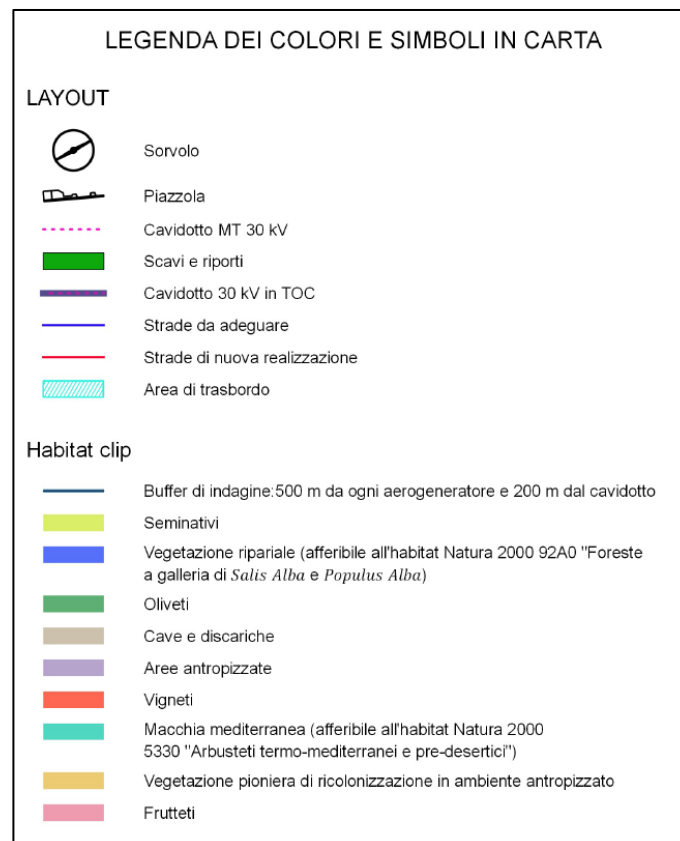 LEGENDA DEI COLORI E SIMBOLI IN CARTA
LAYOUT
Sorvolo
Piazzola
Cavidotto MT 30 kV
Scavi e riporti
Cavidotto 30 kV in TOC
Strade da adeguare
Strade di nuova realizzazione
Area di trasbordo
Habitat clip
Buffer di indagine:500 m da ogni aerogeneratore e 200 m dal cavidotto
Seminativi
Vegetazione ripariale (afferibile all'habitat Natura 2000 92A0 "Foreste
a galleria di Salis Alba e Populus Alba)
Oliveti
Cave e discariche
Aree antropizzate
Vigneti
Macchia mediterranea (afferibile all'habitat Natura 2000
5330 "Arbusteti termo-mediterranei e pre-desertici")
Vegetazione pioniera di ricolonizzazione in ambiente antropizzato
Frutteti